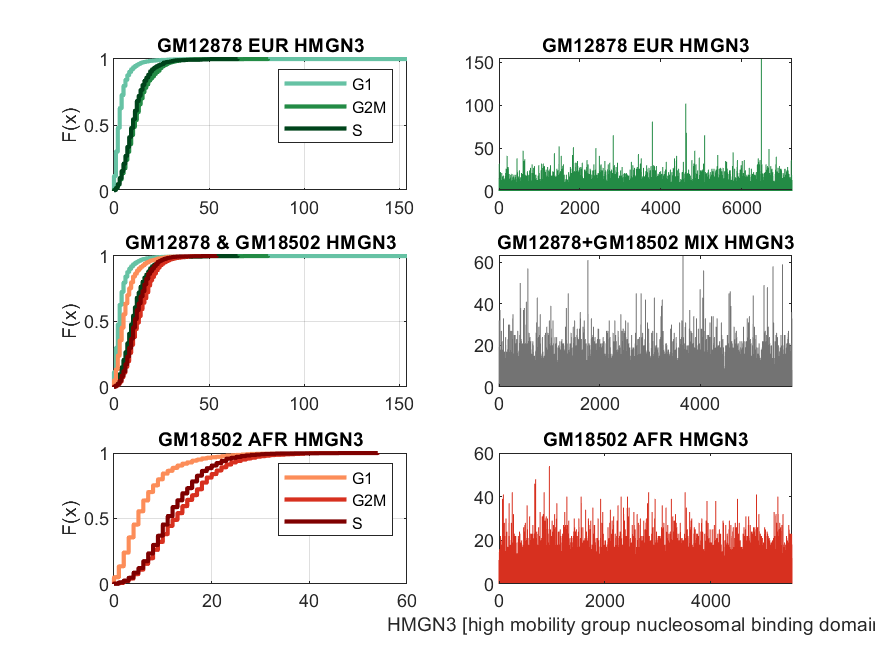 GM12878 EUR HMGN3
F(x)
1
0.5
0
0 50 100 150
G1
G2M
S
GM12878 EUR HMGN3
150
100
50
0
0 2000 4000 6000
GM12878 & GM18502 HMGN3
F(x)
1
0.5
0
0 50 100 150
GM12878+GM18502 MIX HMGN3
60
40
20
0
0 2000 4000
GM18502 AFR HMGN3
F(x)
1
0.5
0
0 20 40 60
G1
G2M
S
GM18502 AFR HMGN3
60
40
20
0
0 2000 4000
HMGN3 [high mobility group nucleosomal binding domai